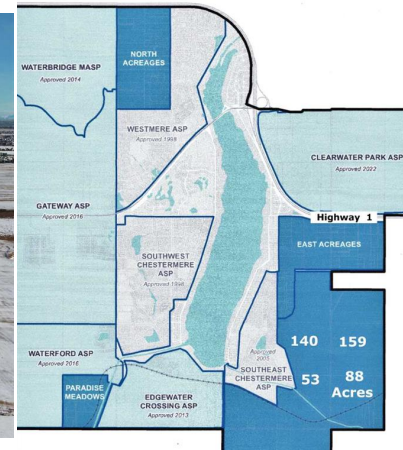 WATERBRIDGE MASP
Approved 2014
NORTH
ACREAGES
WESTMERE ASP
Approved 1998
CLEARWATER PARK ASP
Approved 2022
GATEWAY ASP
Approved 2016
Highway 1
EAST ACREAGES
SOUTHWEST
CHESTERMERE
ASP
Approved 1998
140 159
53 88
Acres
WATERFORD ASP
Approved 2016
Approved
2005
SOUTHEAST
CHESTERMERE
ASP
PARADISE
MEADOWS
EDGEWATER
CROSSING ASP
Approved 2013